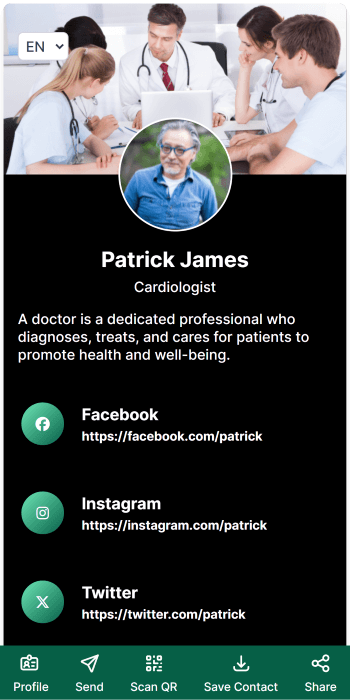 EN
Patrick James
Cardiologist
A doctor is a dedicated professional who
diagnoses, treats, and cares for patients to
promote health and well-being.
Facebook
https://facebook.com/patrick
Instagram
https://instagram.com/patrick
Twitter
https://twitter.com/patrick
Profile
Send
Scan QR
Save Contact
Share